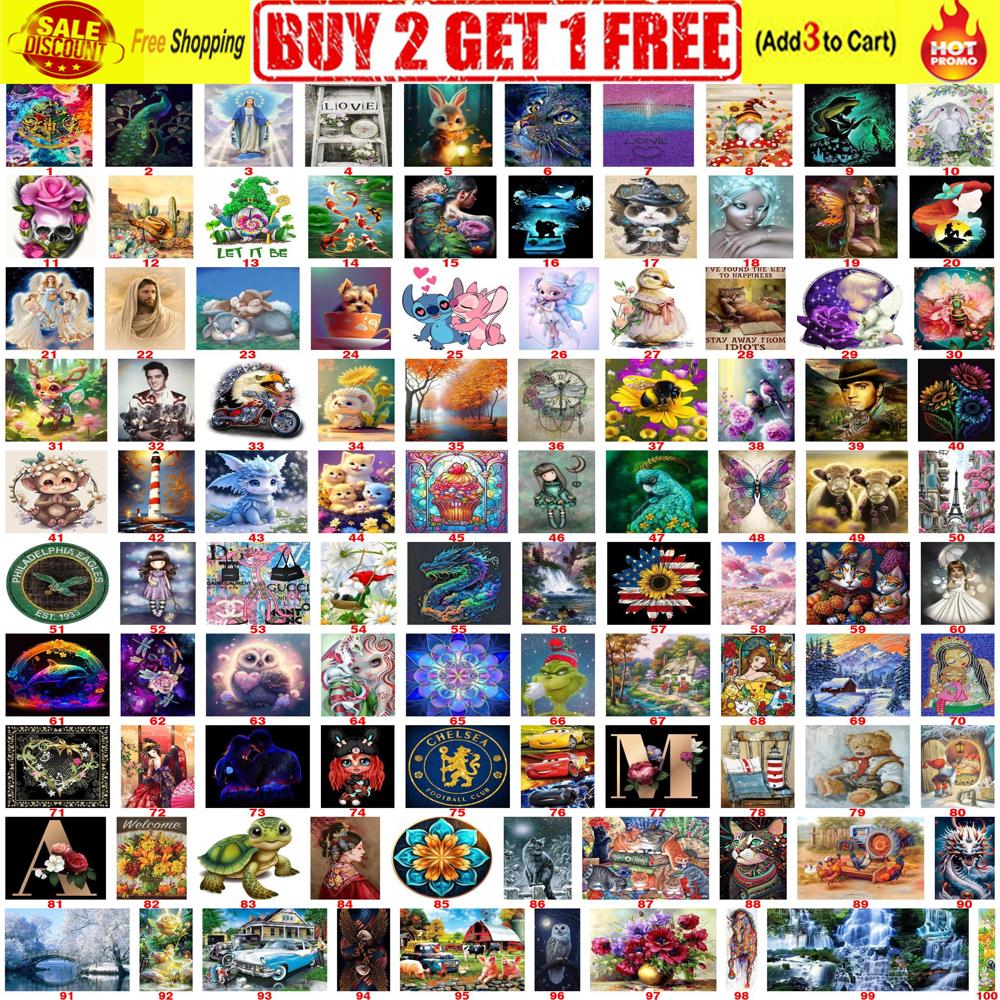 SALE
DISCOUNT
Free Shopping
BUY 2 GET 1 FREE
(Add 3 to Cart)
HOT
PROMO
LOVE
LOVE
1 2 3 4 5 6 7 8 9 10
LET IT BE
11 12 13 14 15 16 17 18 19 20
I'VE FOUND THE KEY
TO HAPPINESS
STAY AWAY FROM
IDIOTS
21 22 23 24 25 26 27 28 29 30
31 32 33 34 35 36 37 38 39 40
41 42 43 44 45 46 47 48 49 50
PHILADELPHIA EAGLES
EST. 1933
GUCCI
51 52 53 54 55 56 57 58 59 60
61 62 63 64 65 66 67 68 69 70
CHELSEA
FOOTBALL CLUB
M
71 72 73 74 75 76 77 78 79 80
A
Welcome
81 82 83 84 85 86 87 88 89 90
91 92 93 94 95 96 97 98 99 100